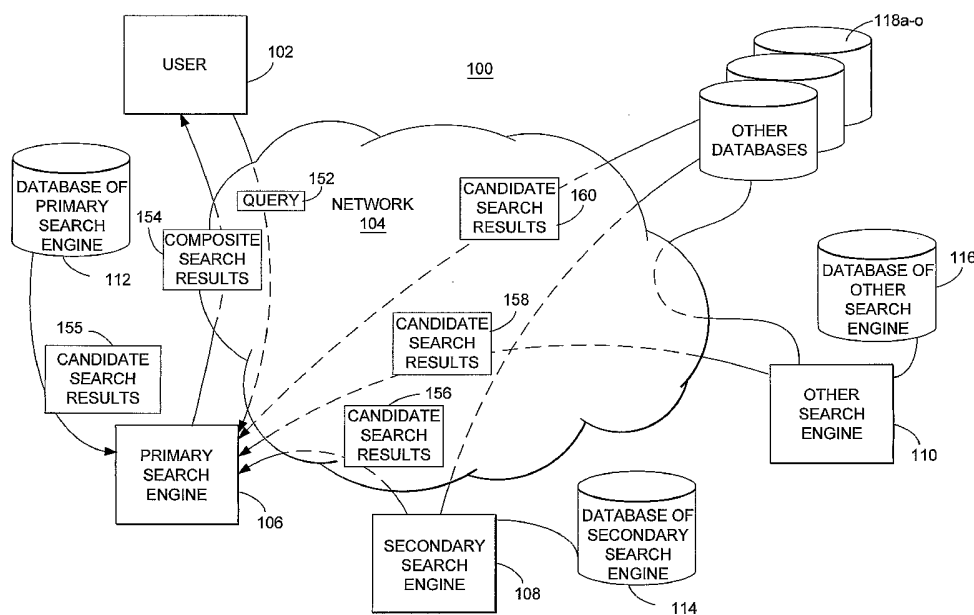 118a-o
USER
102
100
OTHER
DATABASES
DATABASE OF
PRIMARY
SEARCH
ENGINE
112
QUERY
152
NETWORK
104
CANDIDATE
SEARCH
RESULTS
160
154
COMPOSITE
SEARCH
RESULTS
DATABASE OF
OTHER
SEARCH
ENGINE
116
155
CANDIDATE
SEARCH
RESULTS
158
CANDIDATE
SEARCH
RESULTS
156
CANDIDATE
SEARCH
RESULTS
OTHER
SEARCH
ENGINE
110
PRIMARY
SEARCH
ENGINE
106
SECONDARY
SEARCH
ENGINE
108
DATABASE OF
SECONDARY
SEARCH
ENGINE
114